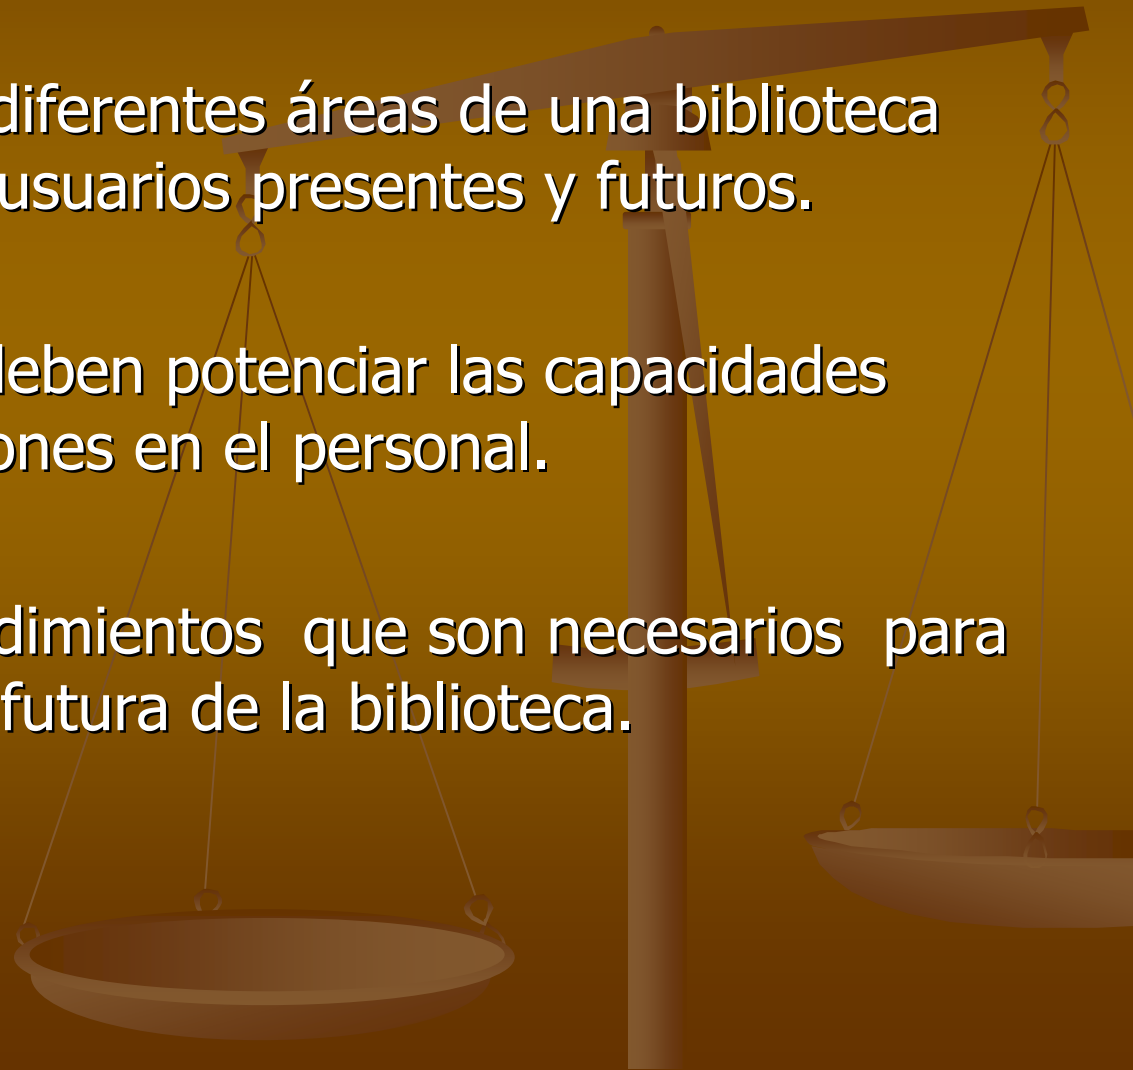 diferentes áreas de una biblioteca
usuarios presentes y futuros.
deben potenciar las capacidades
ones en el personal.
dimientos que son necesarios para
futura de la biblioteca.